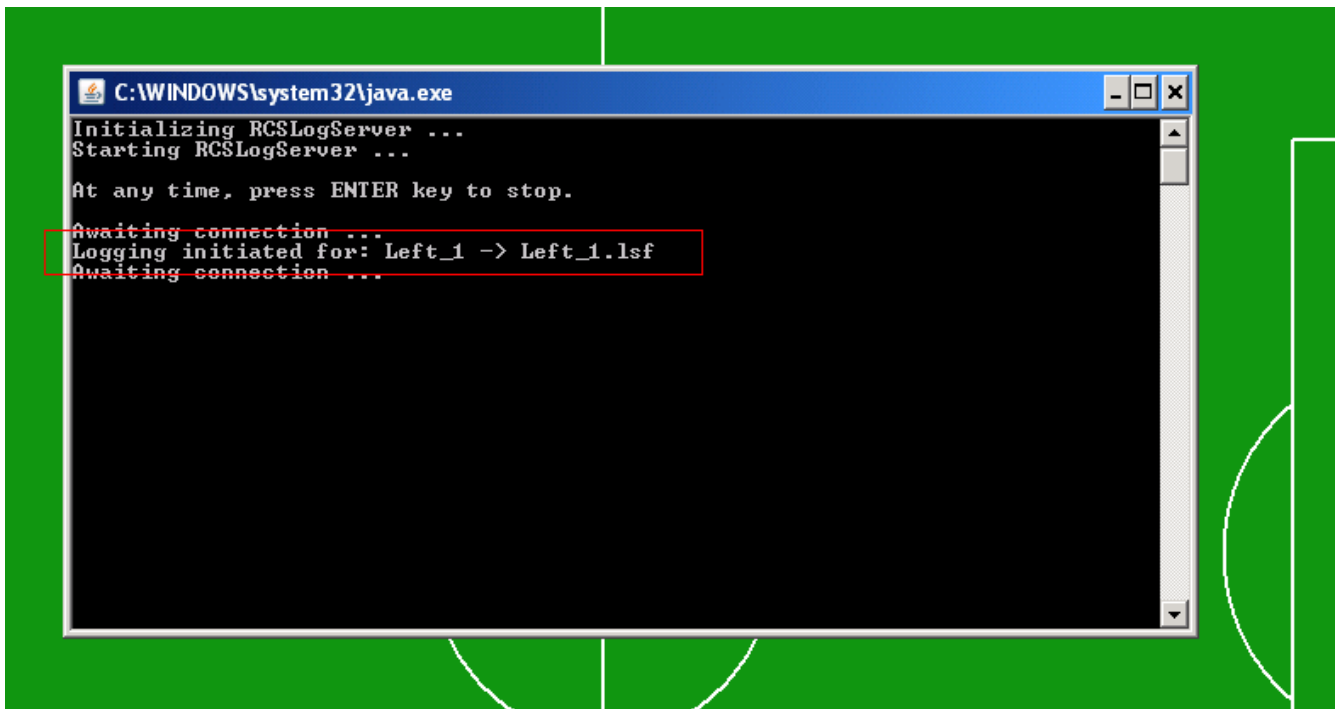 C:\WINDOWS\system32\java.exe
Initializing RCSLogServer ...
Starting RCSLogServer ...
At any time, press ENTER key to stop.
Awaiting connection ...
Logging initiated for: Left_1 -> Left_1.lsf
Awaiting connection ...